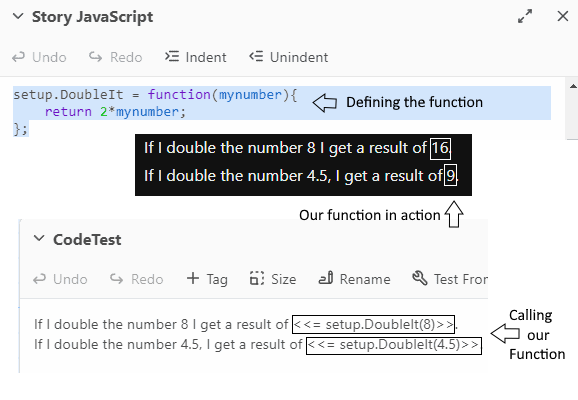 Story JavaScript
Undo Redo Indent Unindent
setup.DoubleIt = function(mynumber){
return 2*mynumber;
};
Defining the function
If I double the number 8 I get a result of 16.
If I double the number 4.5, I get a result of 9.
Our function in action
CodeTest
Undo Redo + Tag Size Rename Test From
If I double the number 8 I get a result of <<= setup.DoubleIt(8)>>.
If I double the number 4.5, I get a result of <<= setup.DoubleIt(4.5)>>
Calling
our
Function